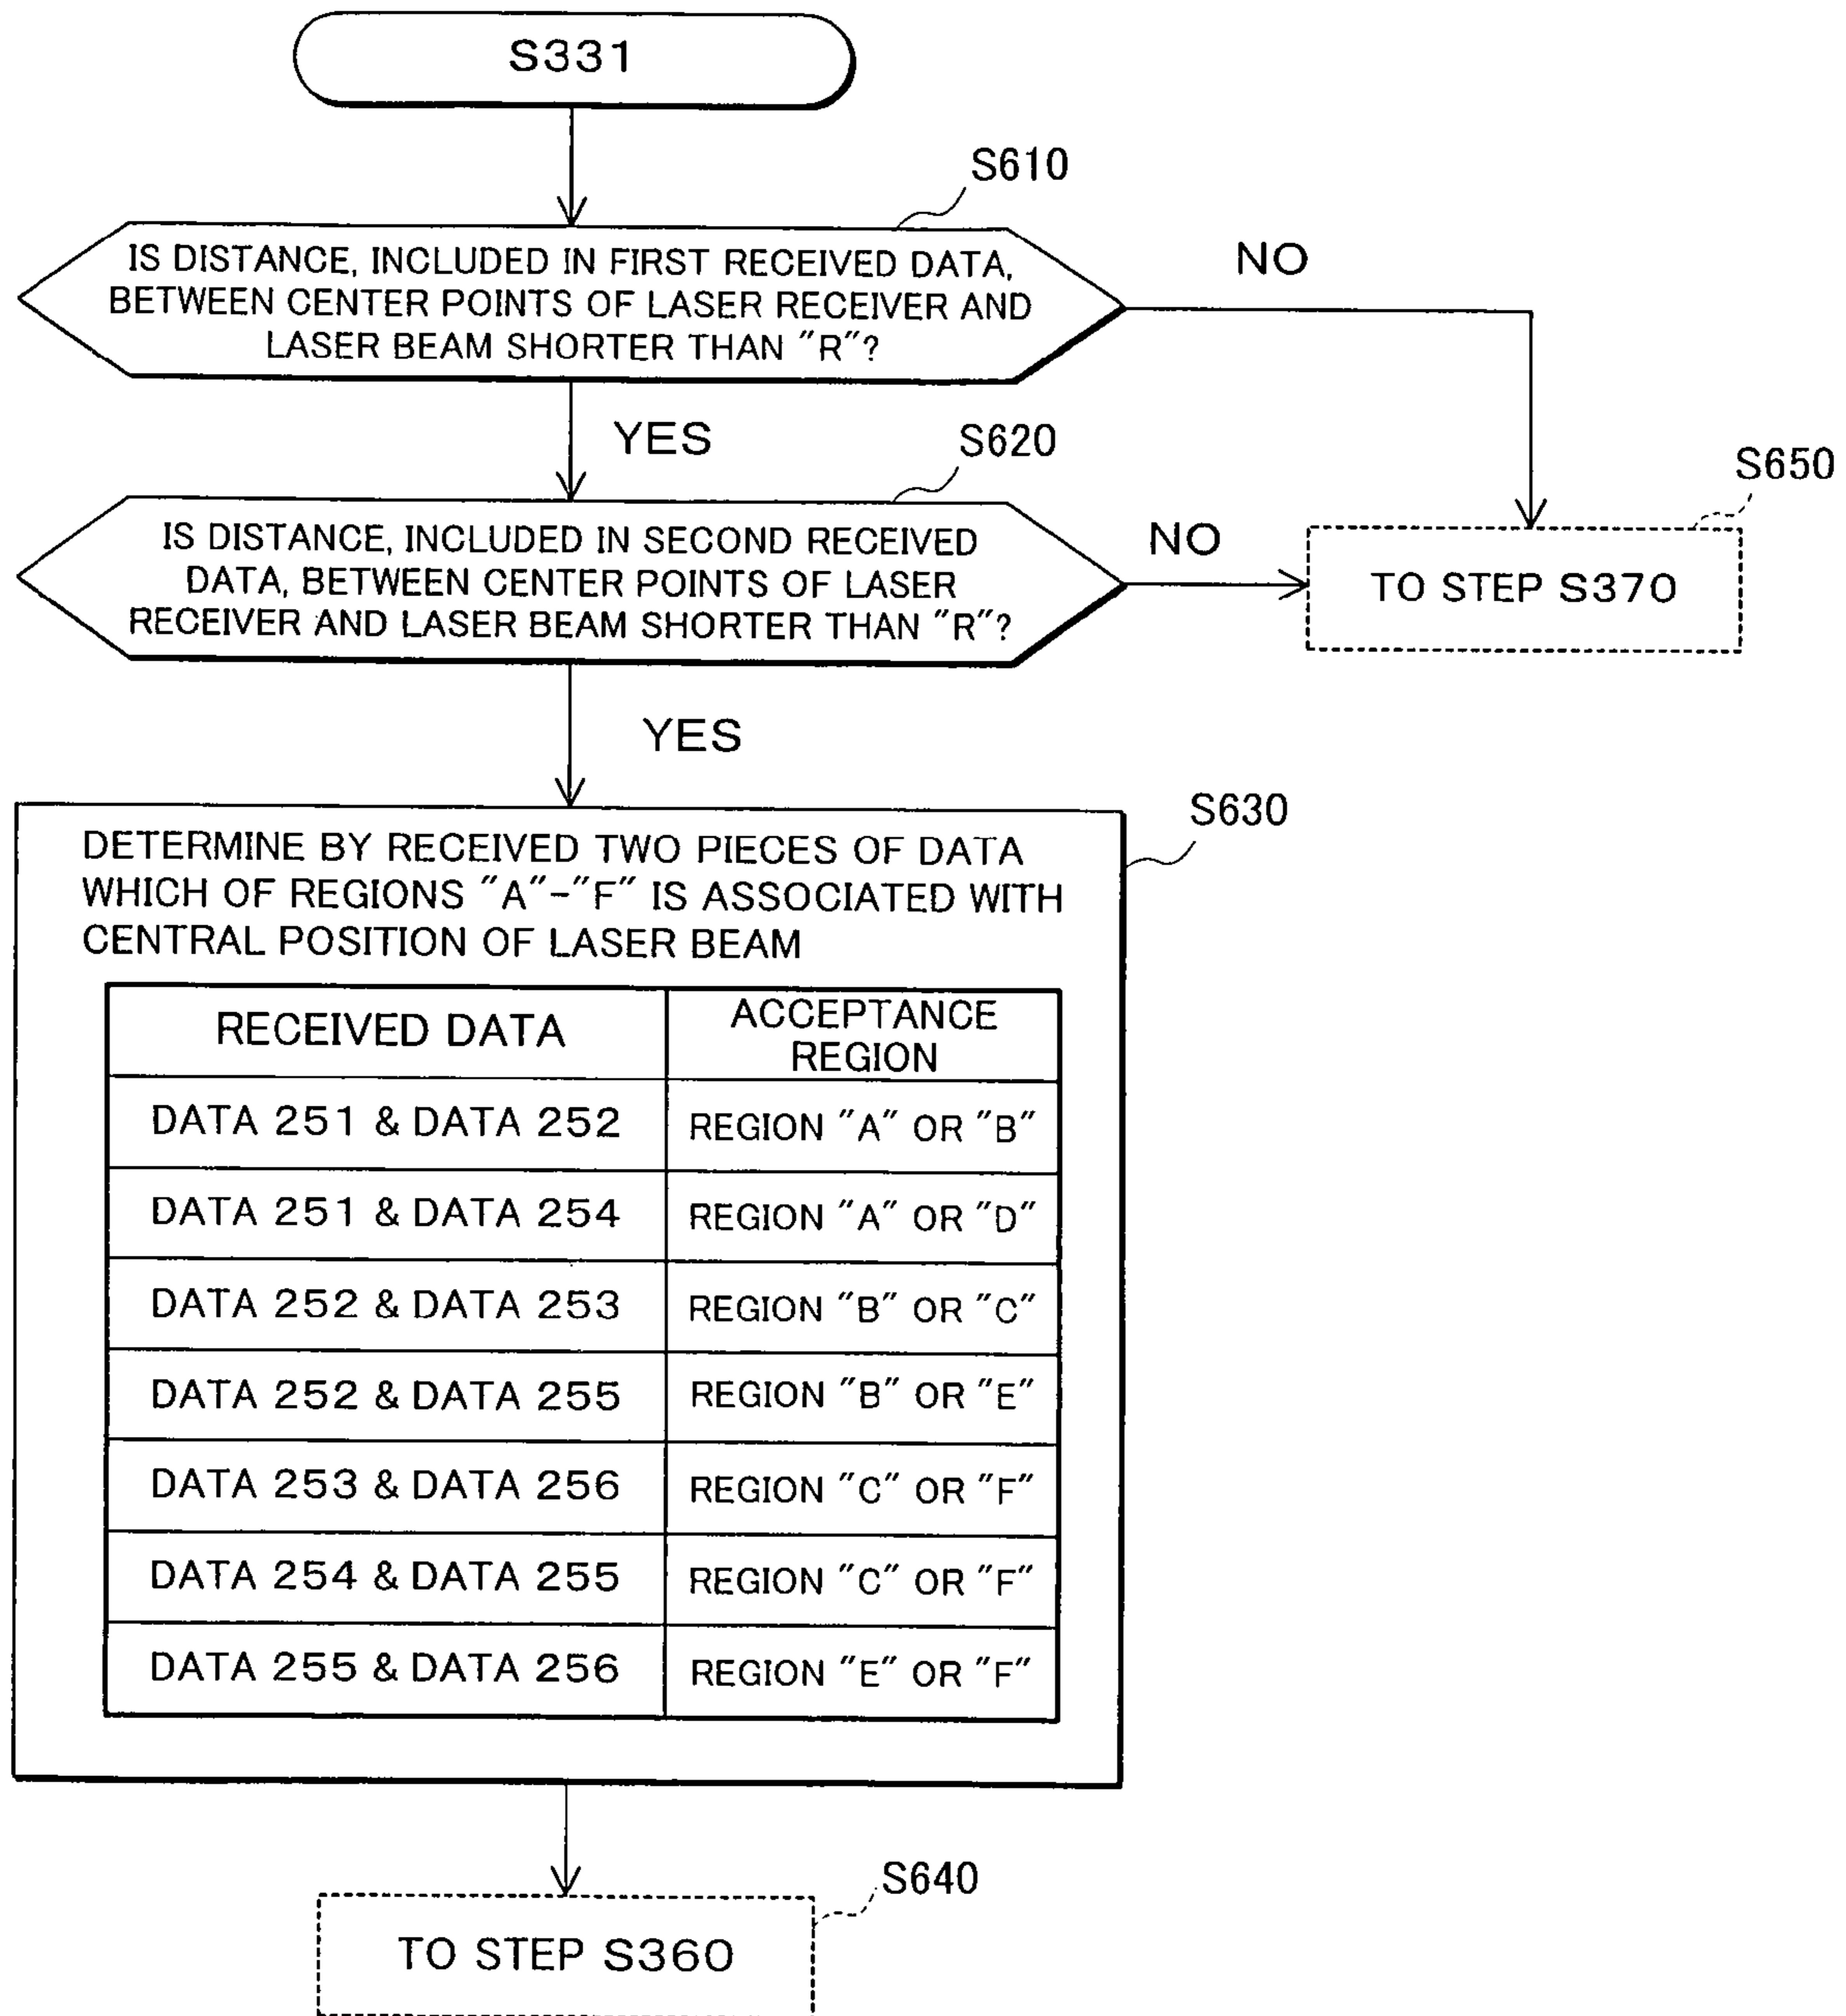 S331
S610
IS DISTANCE, INCLUDED IN FIRST RECEIVED DATA,
BETWEEN CENTER POINTS OF LASER RECEIVER AND
LASER BEAM SHORTER THAN "R"?
NO
YES
S620
IS DISTANCE, INCLUDED IN SECOND RECEIVED
DATA, BETWEEN CENTER POINTS OF LASER
RECEIVER AND LASER BEAM SHORTER THAN "R"?
NO
S650
TO STEP S370
YES
S630
DETERMINE BY RECEIVED TWO PIECES OF DATA
WHICH OF REGIONS "A"-"F" IS ASSOCIATED WITH
CENTRAL POSITION OF LASER BEAM
RECEIVED DATA
ACCEPTANCE
REGION
DATA 251 & DATA 252
REGION "A" OR "B"
DATA 251 & DATA 254
REGION "A" OR "D"
DATA 252 & DATA 253
REGION "B" OR "C"
DATA 252 & DATA 255
REGION "B" OR "E"
DATA 253 & DATA 256
REGION "C" OR "F"
DATA 254 & DATA 255
REGION "C" OR "F"
DATA 255 & DATA 256
REGION "E" OR "F"
S640
TO STEP S360